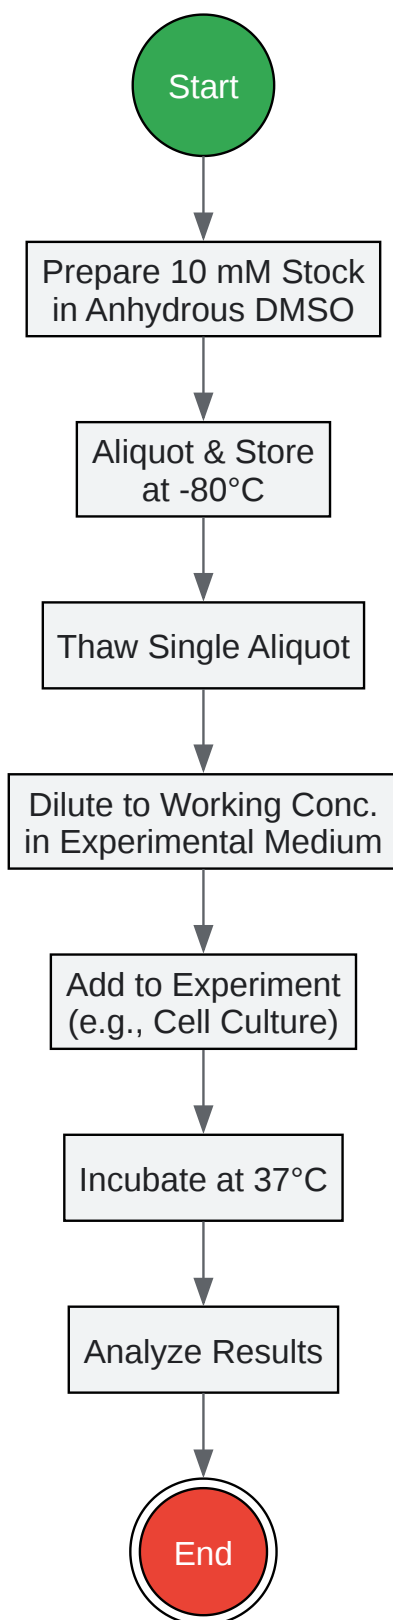 Start
Prepare 10 mM Stock
in Anhydrous DMSO
Aliquot & Store
at -80°C
Thaw Single Aliquot
Dilute to Working Conc.
in Experimental Medium
Add to Experiment
(e.g., Cell Culture)
Incubate at 37°C
Analyze Results
End